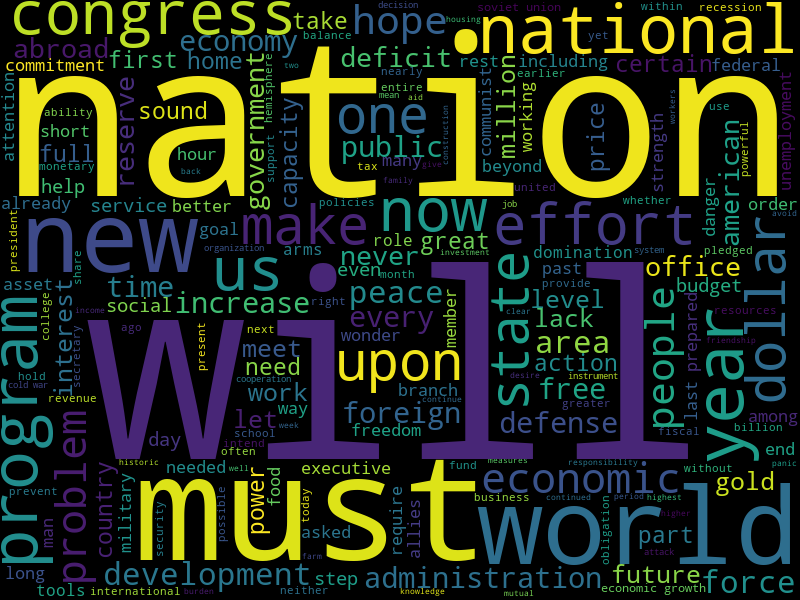 congress
take
hope
decision
soviet union
within
recession
housing
abroad
economy
balance
national
yet
commitment
first
home
deficit
rest
including
certain
federal
nation
two
nearly
earlier
attention
reserve
sound
ability
short
full
monetary
help
hour
back
government
hemisphere
support
capacity
entire
mean
aid
one
public
many
tax
give
family
construction
communist
million
working
beyond
price
strength
workers
use
american
powerful
unemployment
danger
order
united
whether
already
service
better
policies
job
president
new
goal
make
now
effort
organization
arms
role
great
never
domination
system
pledged
avoid
us
even
month
investment
past
office
dollar
asset
share
interest
time
right
peace
provide
level
budget
resources
college
social
increase
every
member
state
lack
people
last prepared
clear
friendship
program
income
ago
present
next
wonder
meet
upon
area
year
secretary
need
cooperation
action
desire
instrument
hold
cold war
revenue
work
branch
continue
free
greater
among
will
problem
let
way
foreign
freedom
defense
fiscal
billion
day
school
week
intend
often
end
country
historic
measures
responsibility
without
panic
needed
well
executive
fund
economic
gold
prevent
military
must
power
food
business
continued
period
highest
man
security
possible
today
asked
require
allies
world
obligation
higher
part
attack
long
development
farm
step
administration
future
force
tools
international
burden
neither
knowledge
mutual
economic growth